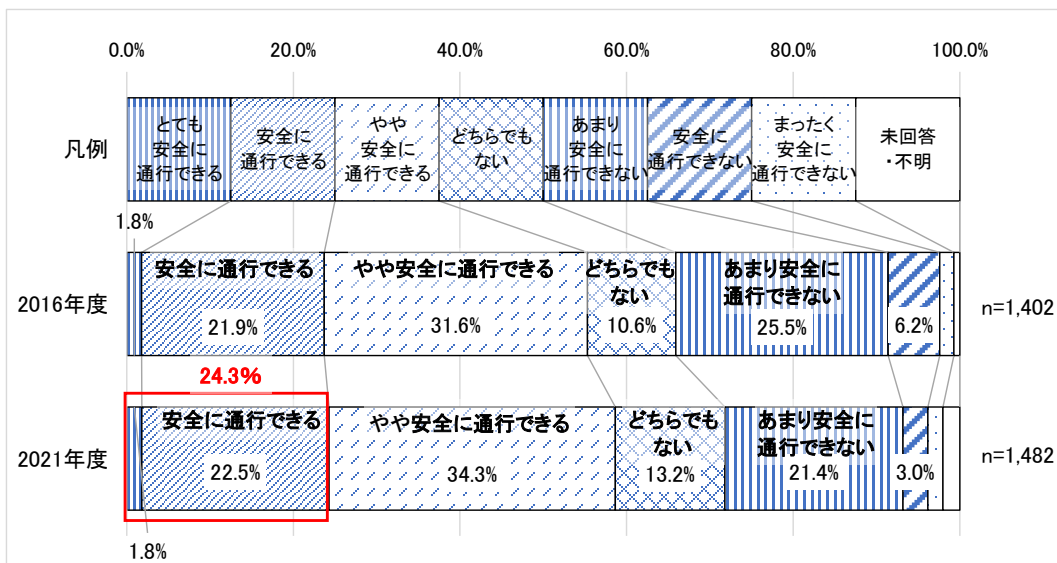 0.0% 20.0% 40.0% 60.0% 80.0% 100.0%
凡例
とても
安全に
通行できる
安全に
通行できる
やや
安全に
通行できる
どちらでも
ない
あまり
安全に
通行できない
安全に
通行できない
まったく
安全に
通行できない
未回答
・不明
1.8%
2016年度
安全に通行できる
21.9%
やや安全に通行できる
31.6%
どちらでも
ない
10.6%
あまり安全に
通行できない
25.5%
6.2%
n=1,402
24.3%
2021年度
安全に通行できる
22.5%
やや安全に通行できる
34.3%
どちらでも
ない
13.2%
あまり安全に
通行できない
21.4%
3.0%
n=1,482
1.8%